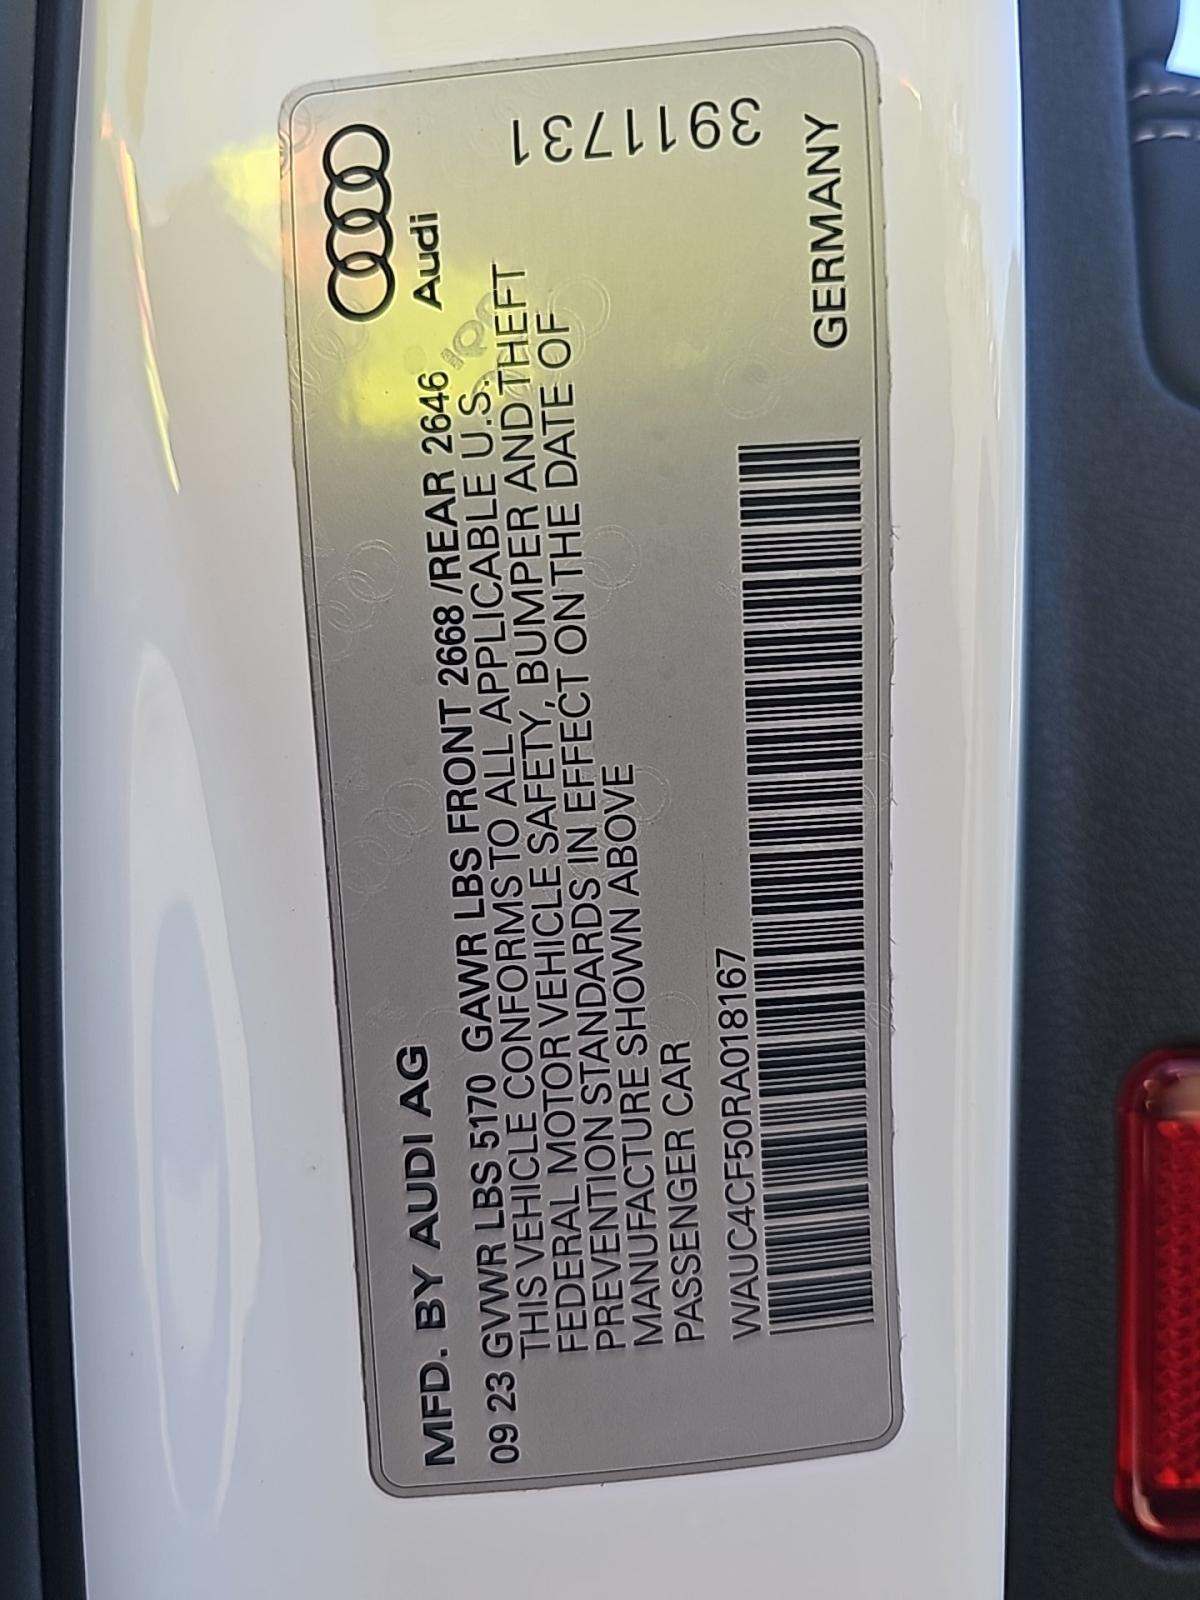 MFD. BY AUDI AG
Audi
09 23 GVWR LBS 5170 GAWR LBS FRONT 2668 /REAR 2646
THIS VEHICLE CONFORMS TO ALL APPLICABLE U.S.
FEDERAL MOTOR VEHICLE SAFETY, BUMPER AND THEFT
PREVENTION STANDARDS IN EFFECT ON THE DATE OF
MANUFACTURE SHOWN ABOVE
PASSENGER CAR
WAUC4CF50RA018167
3911731
GERMANY